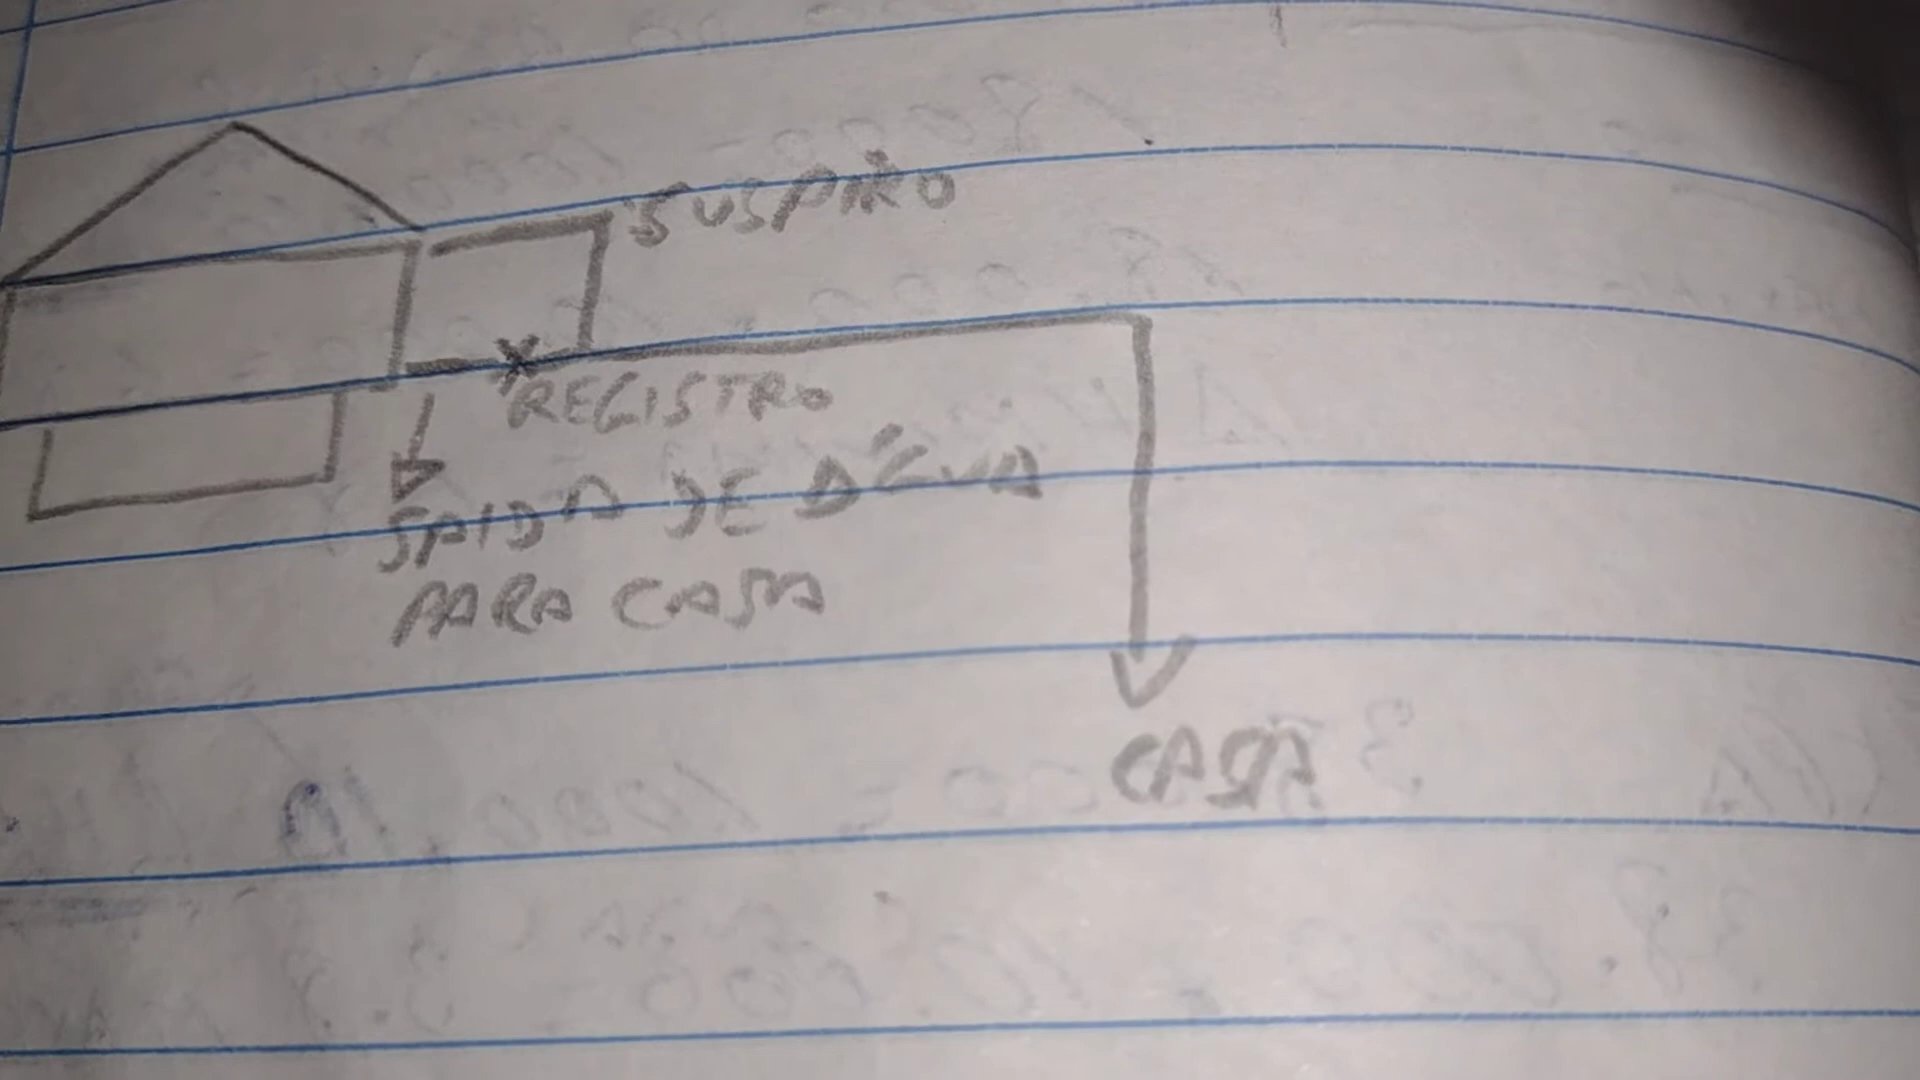 SUSPIRO
REGISTRO
SAIDA DE ÁGUA
PARA CASA
CASA